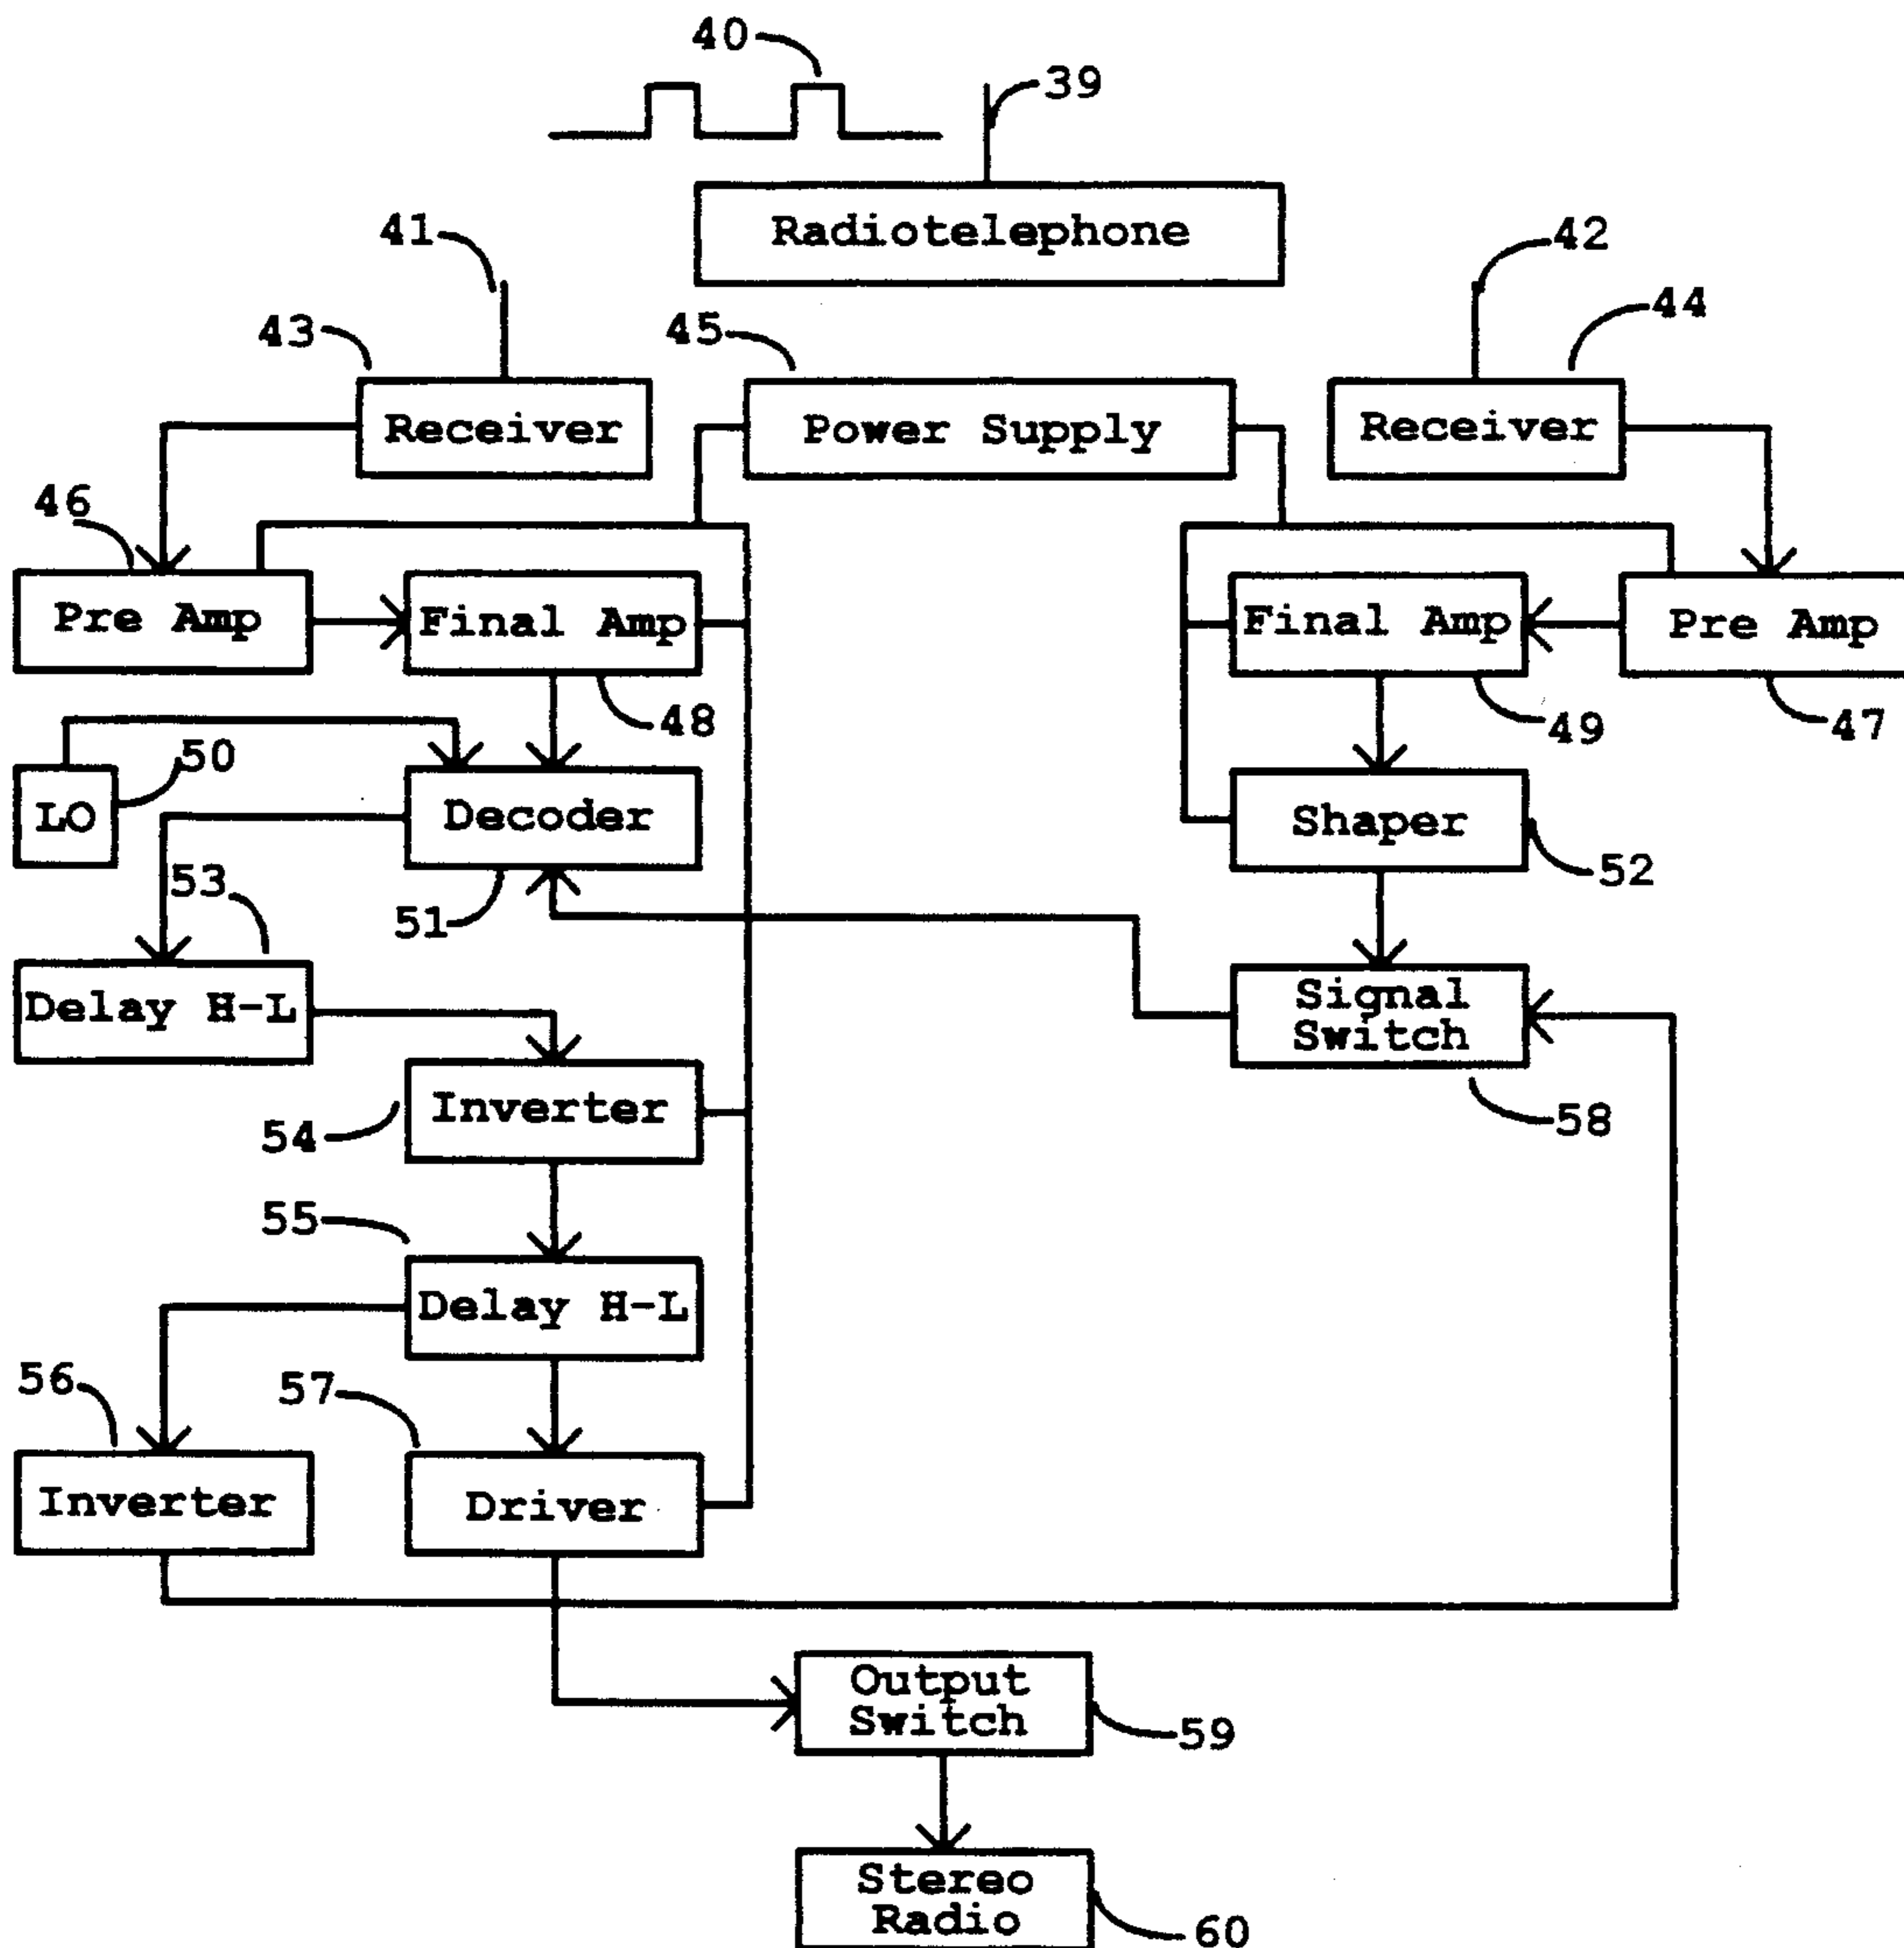 40
39
Radiotelephone
41
42
43
45
44
Receiver
Power Supply
Receiver
46
Pre Amp
Final Amp
Final Amp
Pre Amp
48
49
47
50
LO
Decoder
Shaper
53
51
52
Delay H-L
Signal
Switch
54
Inverter
58
55
Delay H-L
56
57
Inverter
Driver
Output
Switch
59
Stereo
Radio
60